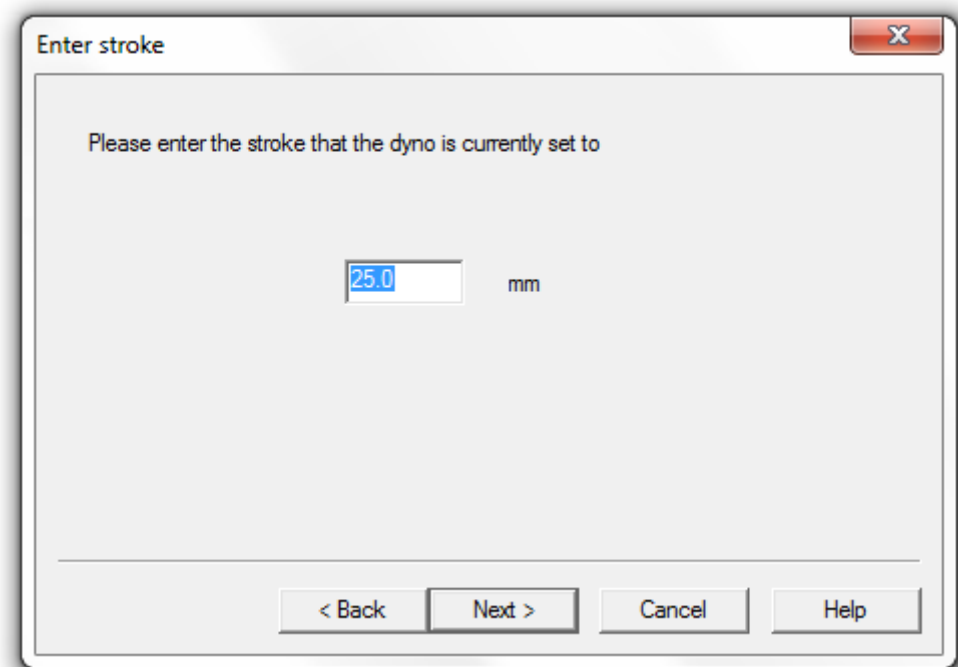 Enter stroke
Please enter the stroke that the dyno is currently set to
25.0 mm
< Back Next > Cancel Help